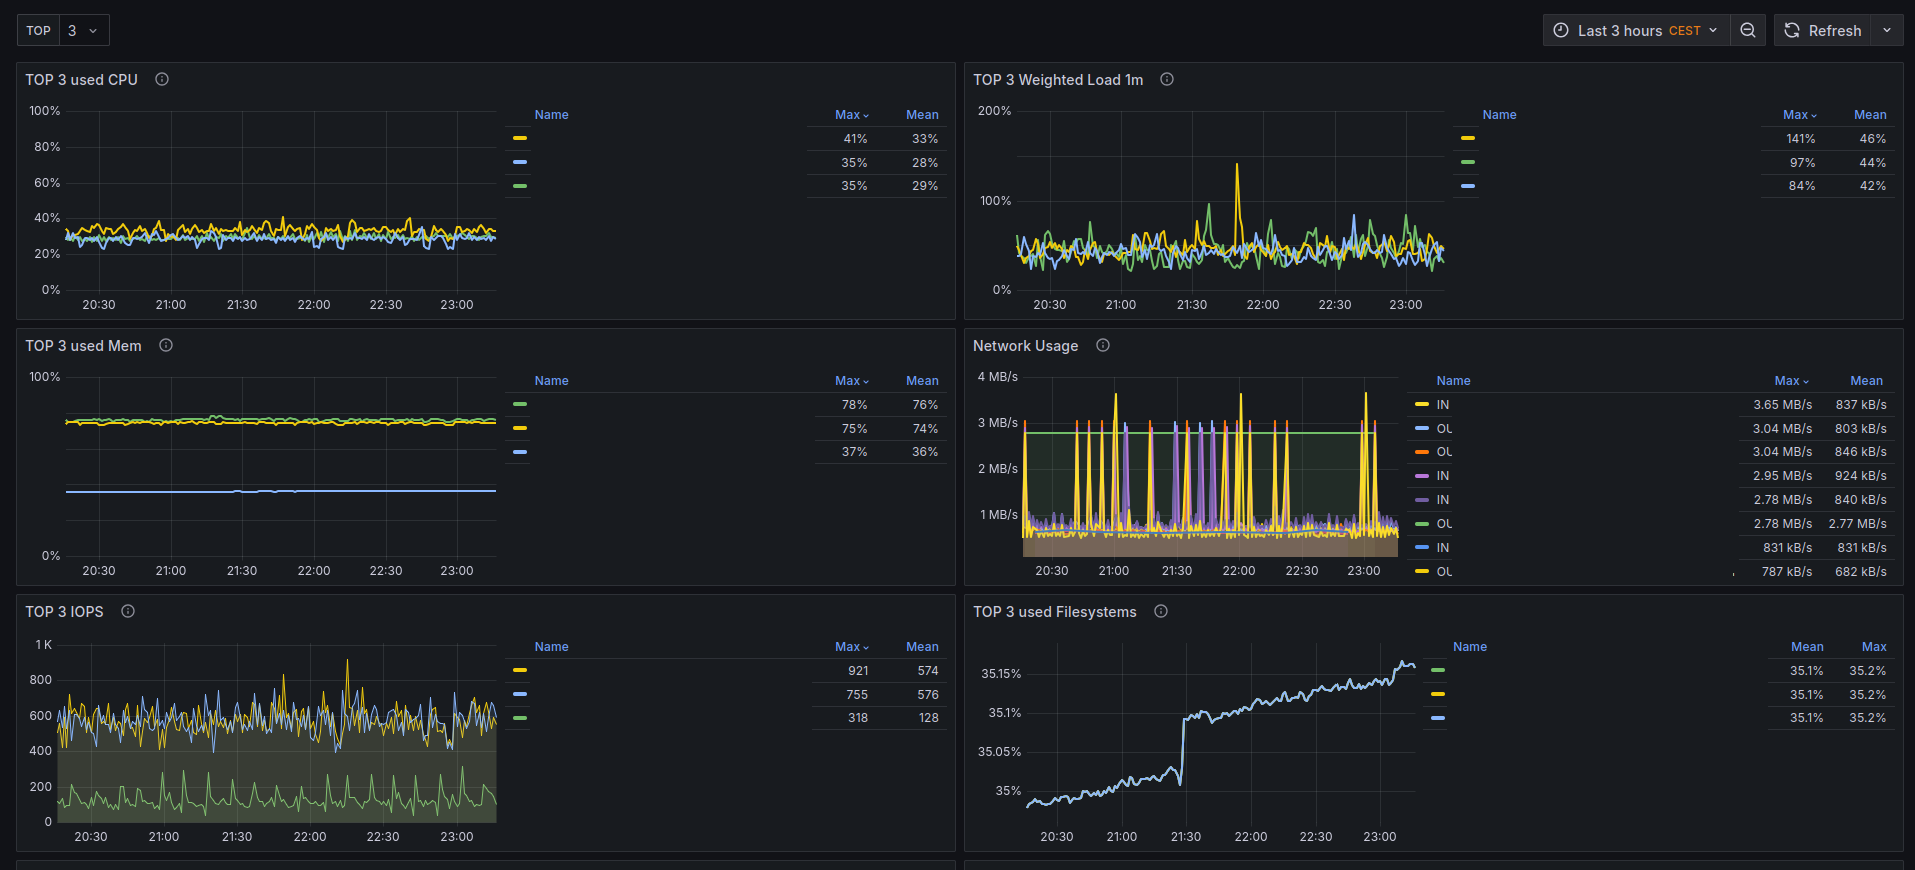 TOP 3 Last 3 hours CEST Refresh
TOP 3 used CPU
100%
80%
60%
40%
20%
0%
20:30 21:00 21:30 22:00 22:30 23:00
Name Max Mean
41% 33%
35% 28%
35% 29%
TOP 3 Weighted Load 1m
200%
100%
0%
20:30 21:00 21:30 22:00 22:30 23:00
Name Max Mean
141% 46%
97% 44%
84% 42%
TOP 3 used Mem
100%
0%
20:30 21:00 21:30 22:00 22:30 23:00
Name Max Mean
78% 76%
75% 74%
37% 36%
Network Usage
4 MB/s
3 MB/s
2 MB/s
1 MB/s
20:30 21:00 21:30 22:00 22:30 23:00
Name Max Mean
IN 3.65 MB/s 837 kB/s
OU 3.04 MB/s 803 kB/s
OU 3.04 MB/s 846 kB/s
IN 2.95 MB/s 924 kB/s
IN 2.78 MB/s 840 kB/s
OU 2.78 MB/s 2.77 MB/s
IN 831 kB/s 831 kB/s
OU 787 kB/s 682 kB/s
TOP 3 IOPS
1 K
800
600
400
200
0
20:30 21:00 21:30 22:00 22:30 23:00
Name Max Mean
921 574
755 576
318 128
TOP 3 used Filesystems
35.15%
35.1%
35.05%
35%
20:30 21:00 21:30 22:00 22:30 23:00
Name Mean Max
35.1% 35.2%
35.1% 35.2%
35.1% 35.2%